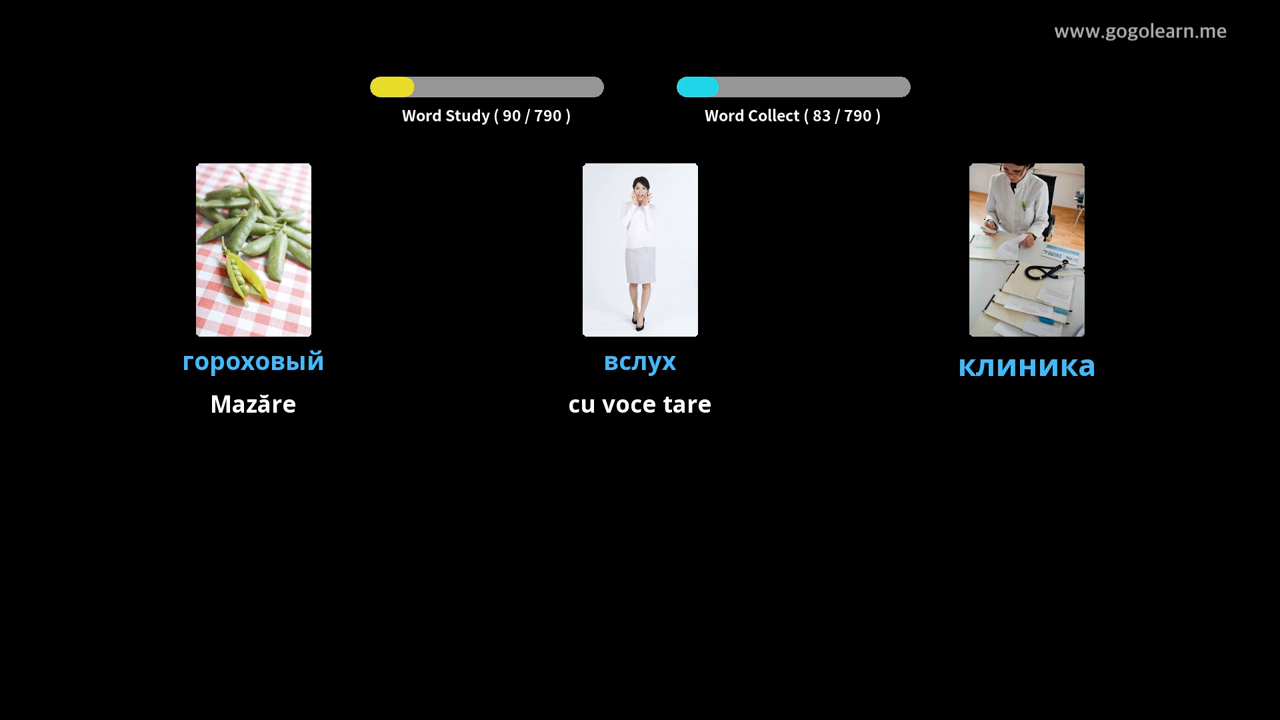 www.gogolearn.me
Word Study ( 90 / 790 )
Word Collect ( 83 / 790 )
гороховый
вслух
клиника
Mazăre
cu voce tare